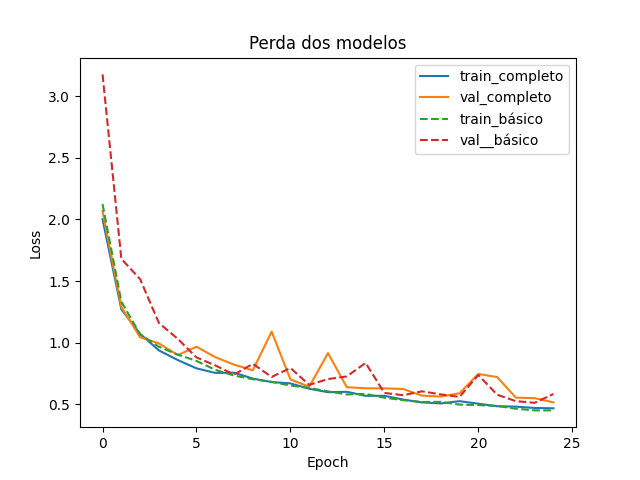 Perda dos modelos
train_completo
val_completo
train_básico
val__básico
Loss
3.0
2.5
2.0
1.5
1.0
0.5
0
5
10
15
20
25
Epoch